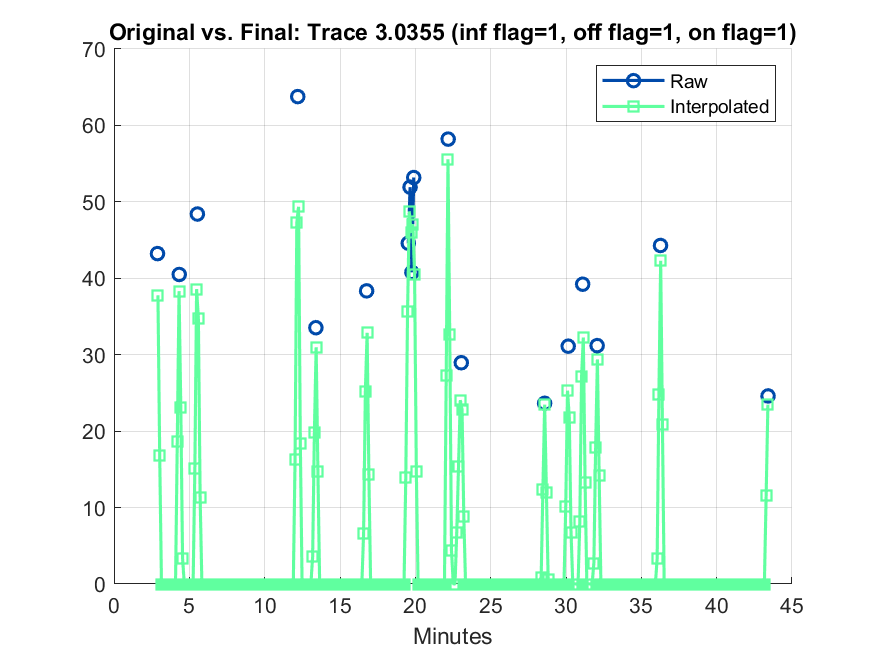 Original vs. Final: Trace 3.0355 (inf flag=1, off flag=1, on flag=1)
70
60
50
40
30
20
10
0
Raw
Interpolated
0 5 10 15 20 25 30 35 40 45
Minutes